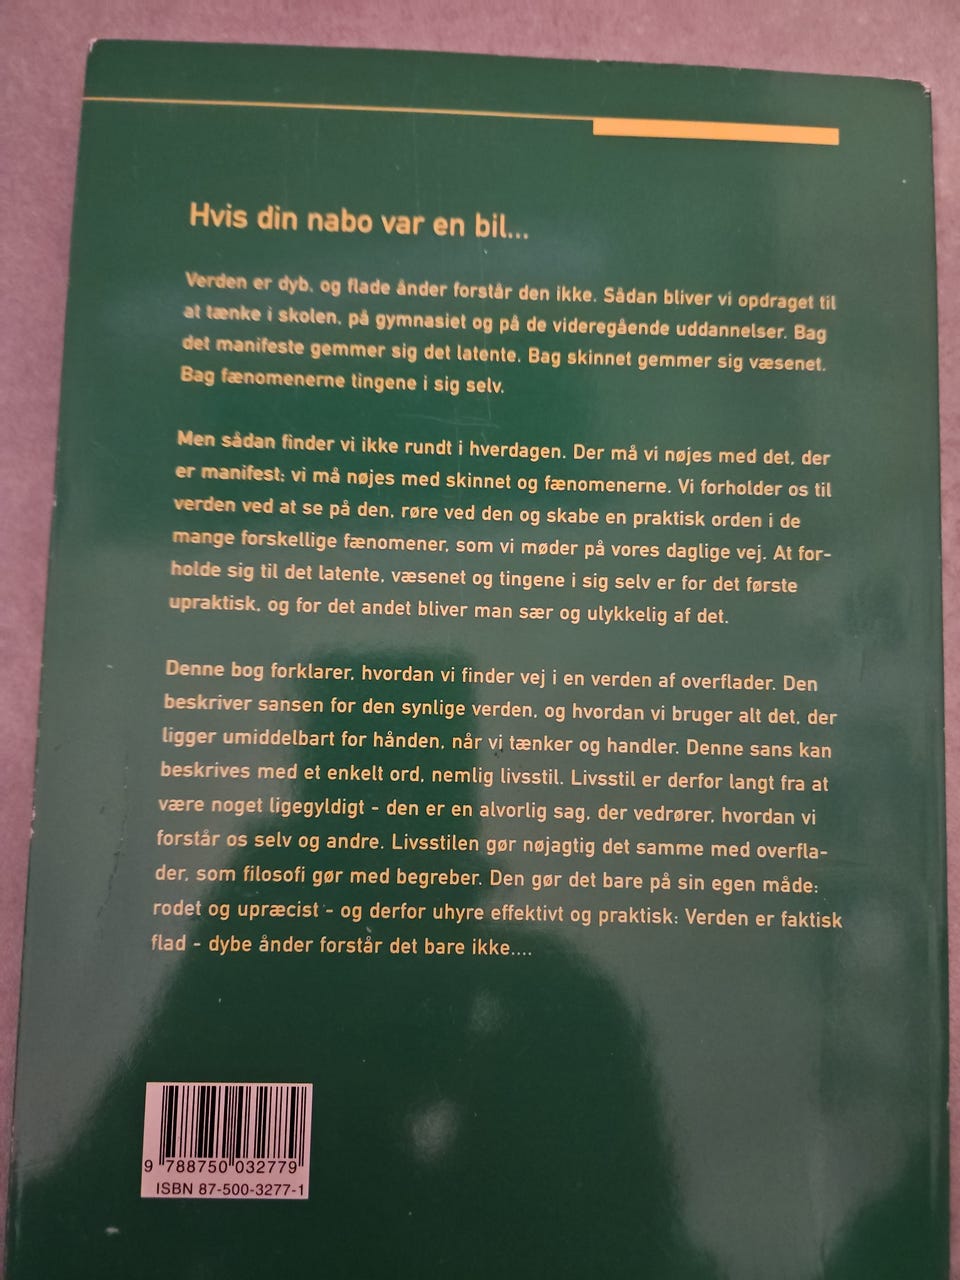 Hvis din nabo var en bil...
Verden er dyb, og flade ånder forstår den ikke. Sådan bliver vi opdraget til
at tænke i skolen, på gymnasiet og på de videregående uddannelser. Bag
det manifeste gemmer sig det latente. Bag skinnet gemmer sig væsenet.
Bag fænomenerne tingene i sig selv.
Men sådan finder vi ikke rundt i hverdagen. Der må vi nøjes med det, der
er manifest: vi må nøjes med skinnet og fænomenerne. Vi forholder os til
verden ved at se på den, røre ved den og skabe en praktisk orden i de
mange forskellige fænomener, som vi møder på vores daglige vej. At for-
holde sig til det latente, væsenet og tingene i sig selv er for det første
upraktisk, og for det andet bliver man sær og ulykkelig af det.
Denne bog forklarer, hvordan vi finder vej i en verden af overflader. Den
beskriver sansen for den synlige verden, og hvordan vi bruger alt det, der
ligger umiddelbart for hånden, når vi tænker og handler. Denne sans kan
beskrives med et enkelt ord, nemlig livsstil. Livsstil er derfor langt fra at
være noget ligegyldigt - den er en alvorlig sag, der vedrører, hvordan vi
forstår os selv og andre. Livsstilen gør nøjagtig det samme med overfla-
der, som filosofi gør med begreber. Den gør det bare på sin egen måde:
rodet og upræcist - og derfor uhyre effektivt og praktisk: Verden er faktisk
flad - dybe ånder forstår det bare ikke....
9 788750 032779
ISBN 87-500-3277-1